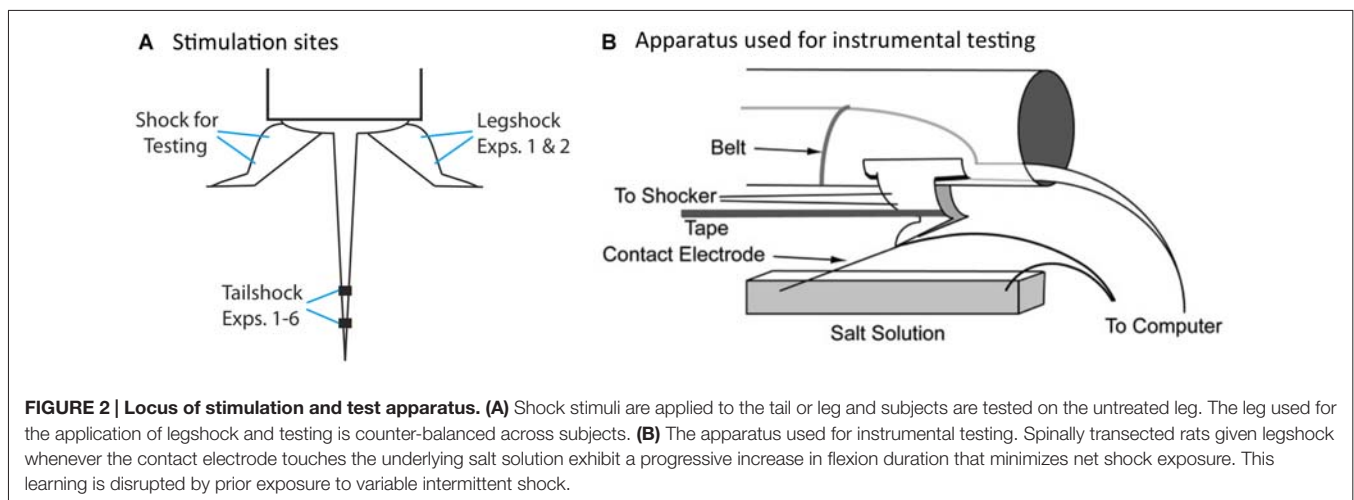 A Stimulation sites
Shock for
Testing
Legshock
Exps. 1 & 2
Tailshock
Exps. 1-6
B Apparatus used for instrumental testing
Belt
To Shocker
Tape
Contact Electrode
Salt Solution
To Computer
FIGURE 2 | Locus of stimulation and test apparatus. (A) Shock stimuli are applied to the tail or leg and subjects are tested on the untreated leg. The leg used for
the application of legshock and testing is counter-balanced across subjects. (B) The apparatus used for instrumental testing. Spinally transected rats given legshock
whenever the contact electrode touches the underlying salt solution exhibit a progressive increase in flexion duration that minimizes net shock exposure. This
learning is disrupted by prior exposure to variable intermittent shock.